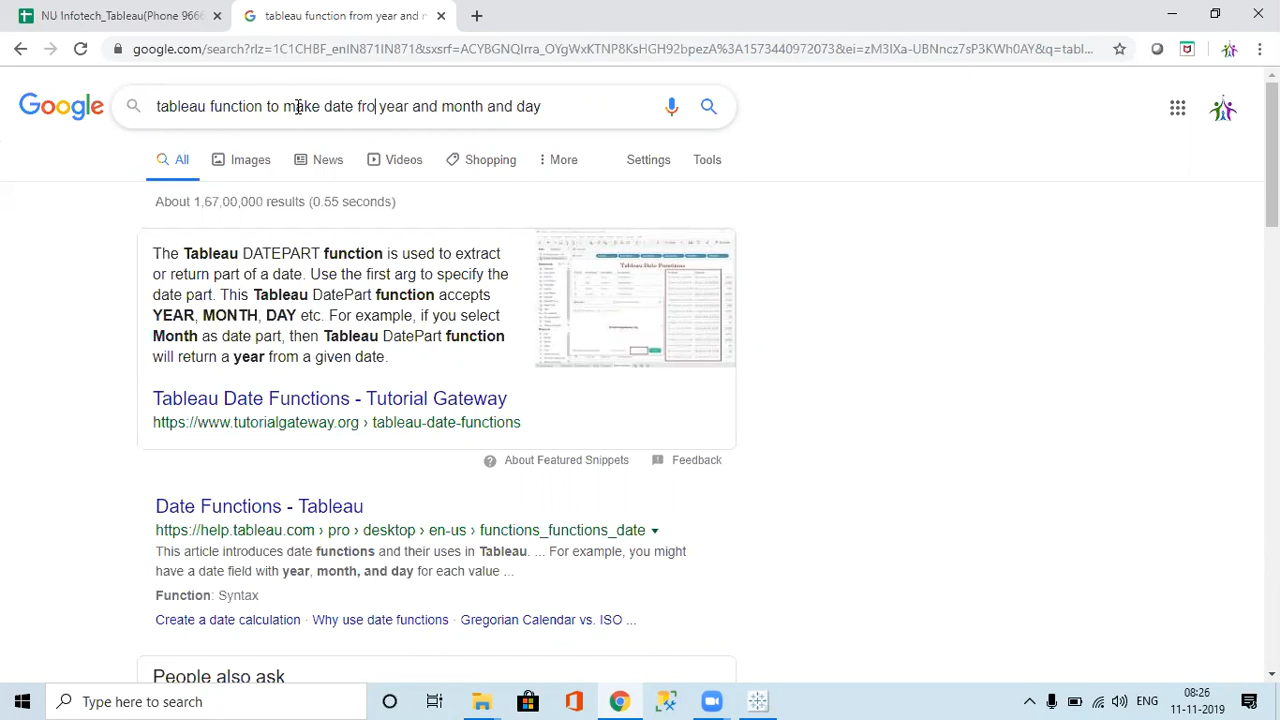 NU Infotech_Tableau(Phone 9666
tableau function to make date from year and m
google.com/search?rlz=1C1CHBF_enIN871IN871&sxsrf=ACYBGNQIrra_OYgWxKTNP8KsHGH92bpezA%3A1573440972073&ei=zM3IXa-UBNncz7sP3KWh0AY&q=tabl...
Google
tableau function to make date fro year and month and day
All Images News Videos Shopping More Settings Tools
About 1,67,00,000 results (0.55 seconds)
The Tableau DATEPART function is used to extract
or return part of a date. Use the first argument to specify the
date part. This Tableau DatePart function accepts
YEAR, MONTH, DAY etc. For example, if you select
Month as date part, then Tableau DatePart function
will return a year from a given date.
Tableau Date Functions
Tableau Date Functions - Tutorial Gateway
https://www.tutorialgateway.org › tableau-date-functions
About Featured Snippets Feedback
Date Functions - Tableau
https://help.tableau.com › pro › desktop › en-us › functions_functions_date
This article introduces date functions and their uses in Tableau. ... For example, you might
have a date field with year, month, and day for each value ...
Function: Syntax
Create a date calculation · Why use date functions · Gregorian Calendar vs. ISO ...
People also ask
Type here to search
ENG
08:26
11-11-2019